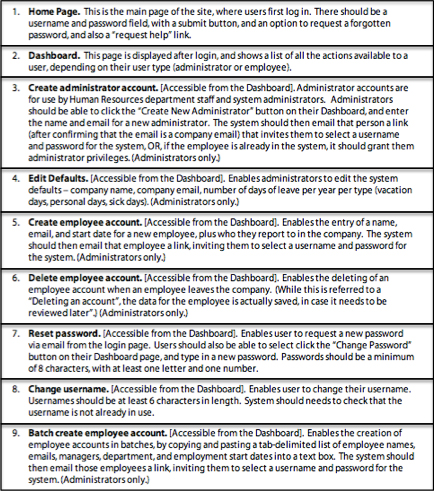 1. Home Page. This is the main page of the site, where users first log in. There should be a
username and password field, with a submit button, and an option to request a forgotten
password, and also a "request help" link.
2. Dashboard. This page is displayed after login, and shows a list of all the actions available to a
user, depending on their user type (administrator or employee).
3. Create administrator account. [Accessible from the Dashboard]. Administrator accounts are
for use by Human Resources department staff and system administrators. Administrators
should be able to click the "Create New Administrator" button on their Dashboard, and enter
the name and email for a new administrator. The system should then email that person a link
(after confirming that the email is a company email) that invites them to select a username
and password for the system, OR, if the employee is already in the system, it should grant them
administrator privileges. (Administrators only.)
4. Edit Defaults. [Accessible from the Dashboard]. Enables administrators to edit the system
defaults – company name, company email, number of days of leave per year per type (vacation
days, personal days, sick days). (Administrators only.)
5. Create employee account. [Accessible from the Dashboard]. Enables the entry of a name,
email, and start date for a new employee, plus who they report to in the company. The system
should then email that employee a link, inviting them to select a username and password for
the system. (Administrators only.)
6. Delete employee account. [Accessible from the Dashboard]. Enables the deleting of an
employee account when an employee leaves the company. (While this is referred to a
"Deleting an account", the data for the employee is actually saved, in case it needs to be
reviewed later".) (Administrators only.)
7. Reset password. [Accessible from the Dashboard]. Enables user to request a new password
via email from the login page. Users should also be able to select click the "Change Password"
button on their Dashboard page, and type in a new password. Passwords should be a minimum
of 8 characters, with at least one letter and one number.
8. Change username. [Accessible from the Dashboard]. Enables user to change their username.
Usernames should be at least 6 characters in length. System should needs to check that the
username is not already in use.
9. Batch create employee account. [Accessible from the Dashboard]. Enables the creation of
employee accounts in batches, by copying and pasting a tab-delimited list of employee names,
emails, managers, department, and employment start dates into a text box. The system should
then email those employees a link, inviting them to select a username and password for the
system. (Administrators only.)